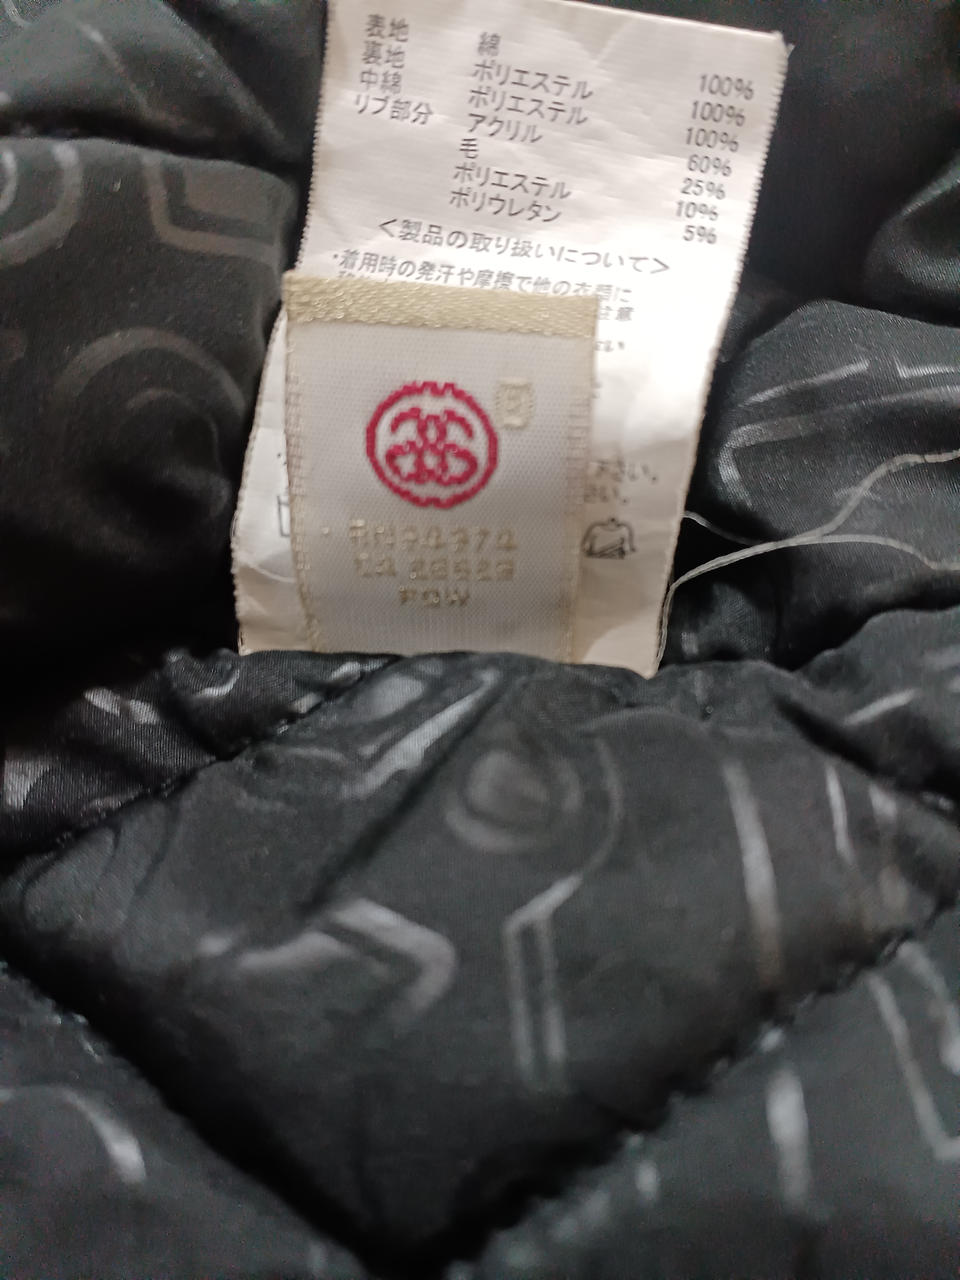 表地 綿 100%
裏地 ポリエステル 100%
中綿 ポリエステル 100%
リブ部分 アクリル 60%
毛 25%
ポリエステル 10%
ポリウレタン 5%
<製品の取り扱いについて>
・着用時の発汗や摩擦で他の衣類に
注意
下さい。
さい。
RN94974